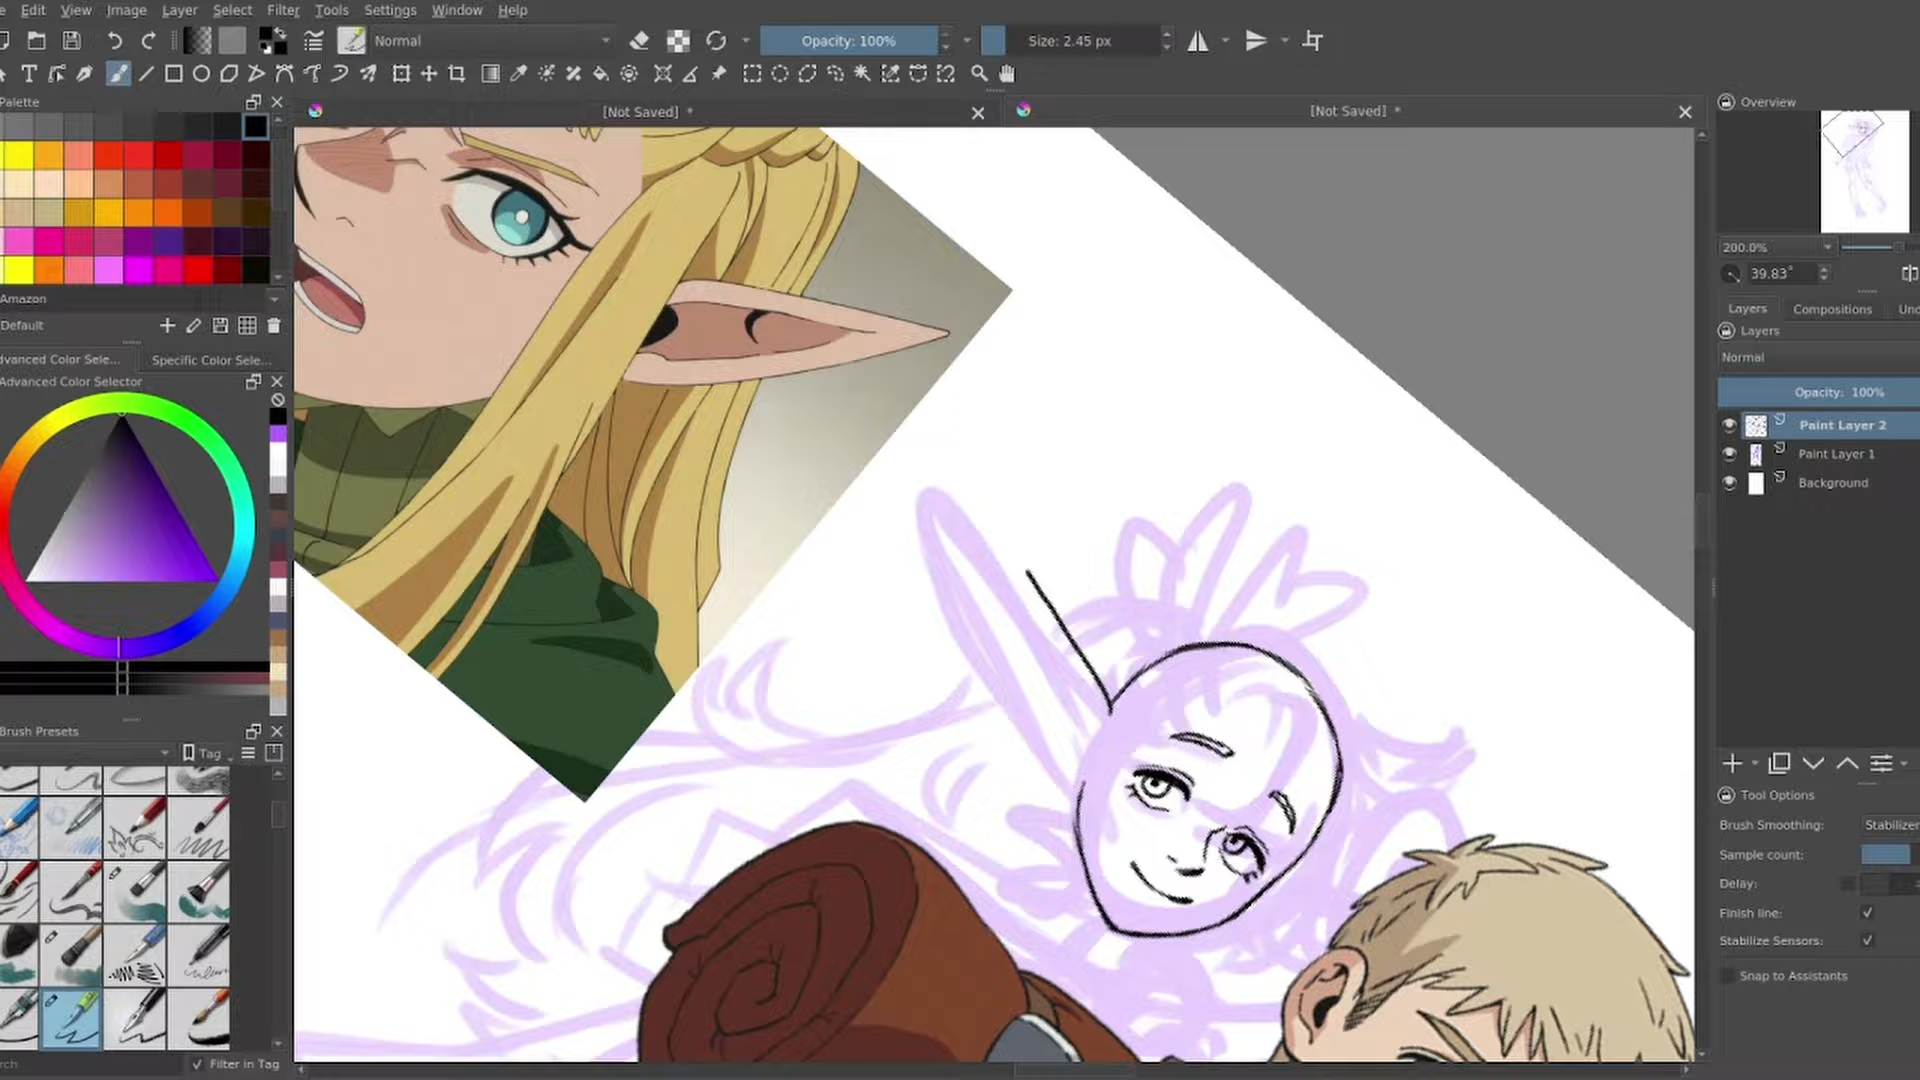 Edit View Image Layer Select Filter Tools Settings Window Help
Normal
Opacity: 100%
Size: 2.45 px
Palette
[Not Saved] *
[Not Saved] *
Overview
200.0%
39.83°
Amazon
Default
Layers Compositions
Layers
Normal
Opacity: 100%
Paint Layer 2
Paint Layer 1
Background
dvanced Color Sele... Specific Color Sele...
Advanced Color Selector
Brush Presets
Tag
Filter in Tag
Tool Options
Brush Smoothing: Stabilizer
Sample count:
Delay:
Finish line:
Stabilize Sensors:
Snap to Assistants